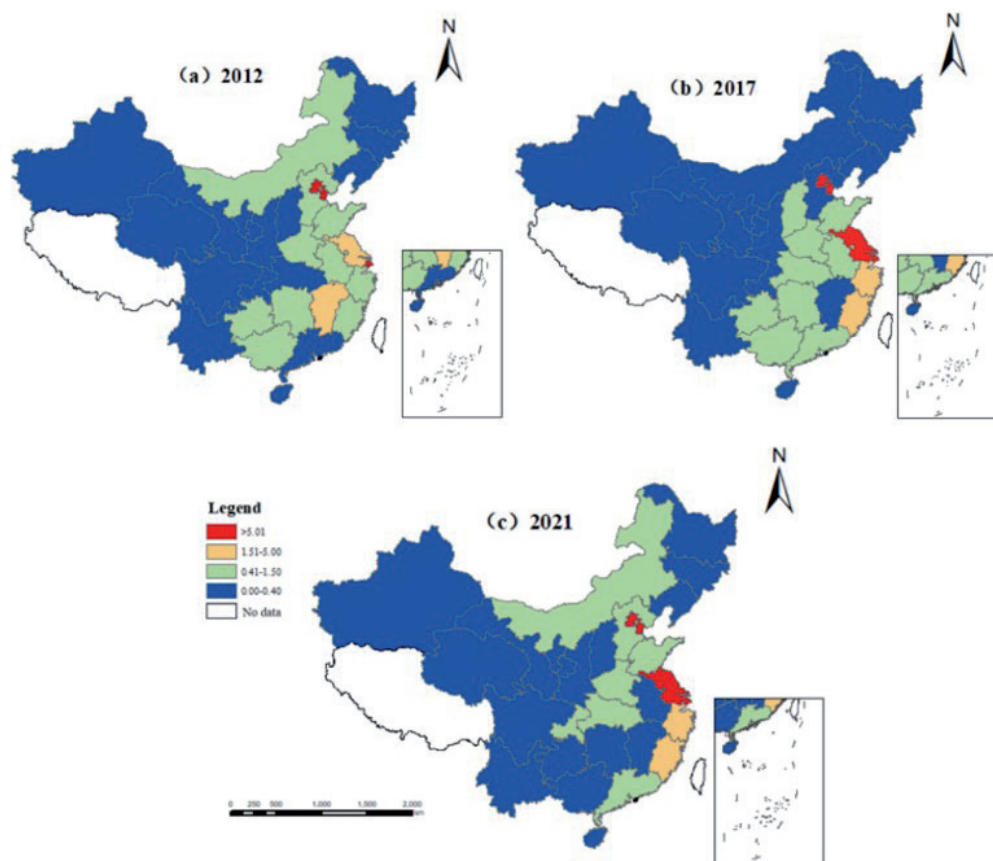 N
N
（a）2012
（b）2017
N
（c）2021
Legend
>5.01
1.51-5.00
0.41-1.50
0.00-0.40
No data
0 250 500 1,000 1,500 2,000